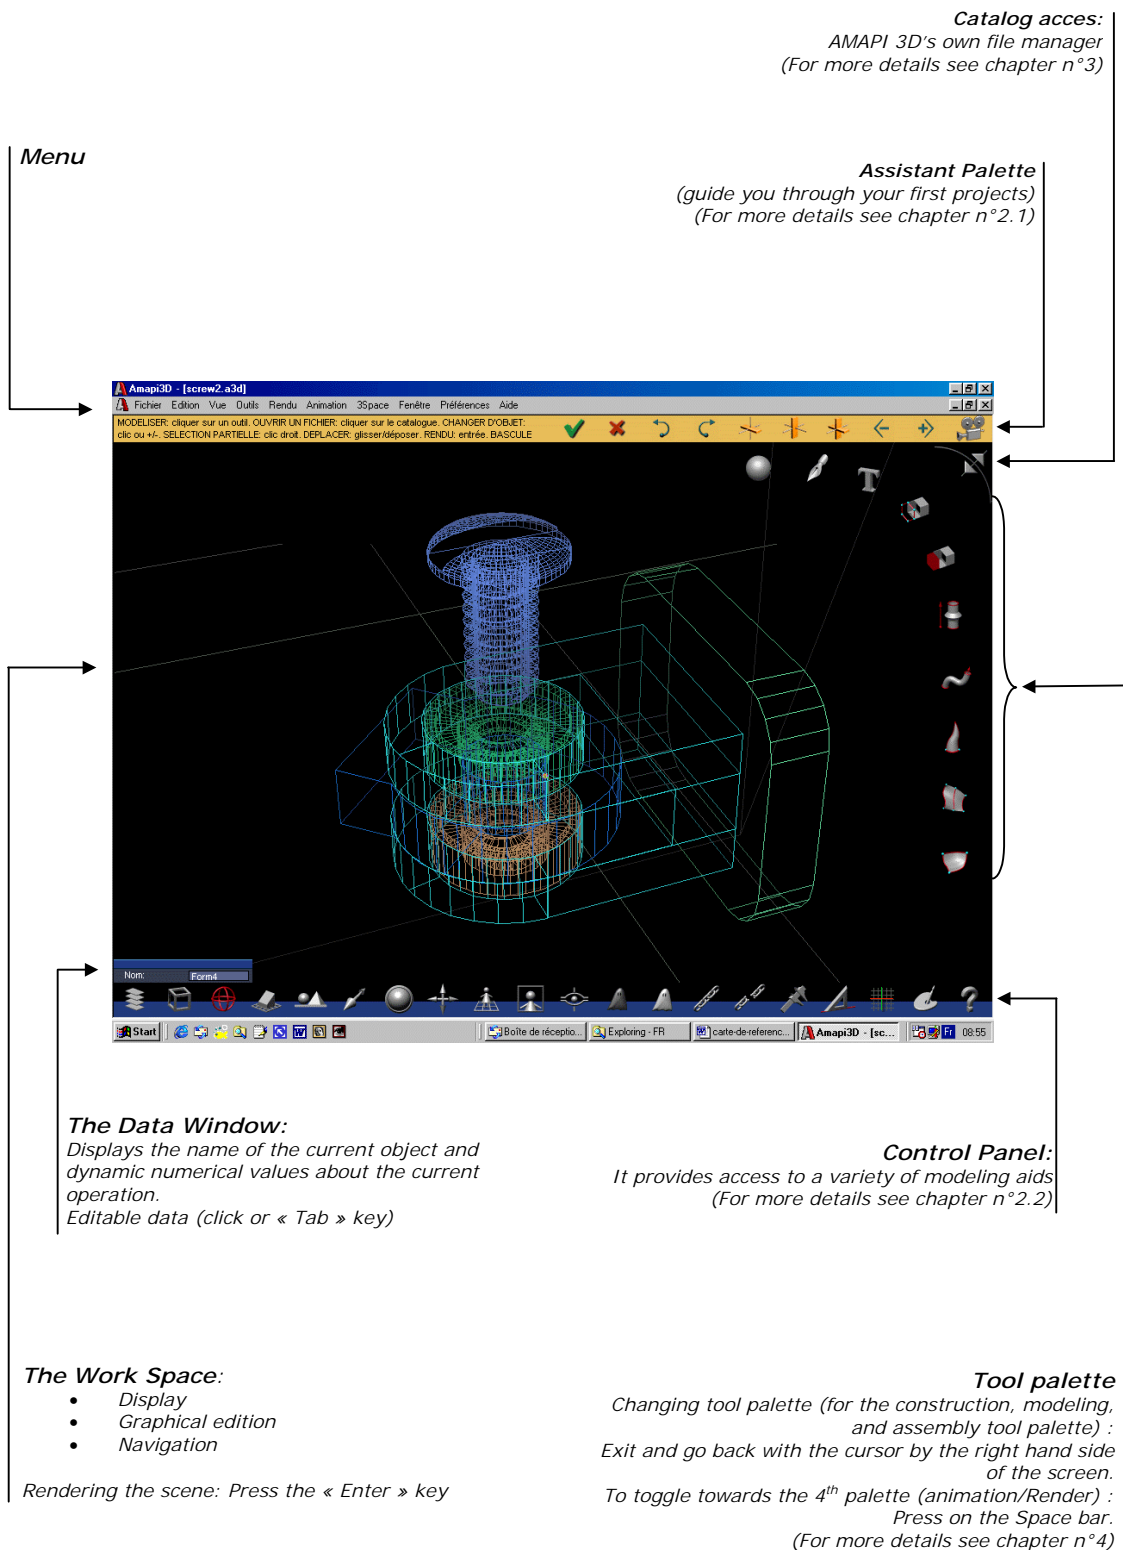 Catalog acces:
AMAPI 3D's own file manager
(For more details see chapter n°3)
Menu
Assistant Palette
(guide you through your first projects)
(For more details see chapter n°2.1)
Amapi3D - [screw2.a3d]
Fichier Edition Vue Outils Rendu Animation 3Space Fenêtre Préférences Aide
MODELISER: cliquer sur un outil. OUVRIR UN FICHIER: cliquer sur le catalogue. CHANGER D'OBJET:
clic ou +/-. SELECTION PARTIELLE: clic droit. DEPLACER: glisser/déposer. RENDU: entrée. BASCULE
Nom: Form4
Start Boîte de réceptio... Exploring - FR carte-de-referenc... Amapi3D - [sc... Fr 08:55
The Data Window:
Displays the name of the current object and
dynamic numerical values about the current
operation.
Editable data (click or « Tab » key)
Control Panel:
It provides access to a variety of modeling aids
(For more details see chapter n°2.2)
The Work Space:
• Display
• Graphical edition
• Navigation
Rendering the scene: Press the « Enter » key
Tool palette
Changing tool palette (for the construction, modeling,
and assembly tool palette) :
Exit and go back with the cursor by the right hand side
of the screen.
To toggle towards the 4th palette (animation/Render) :
Press on the Space bar.
(For more details see chapter n°4)